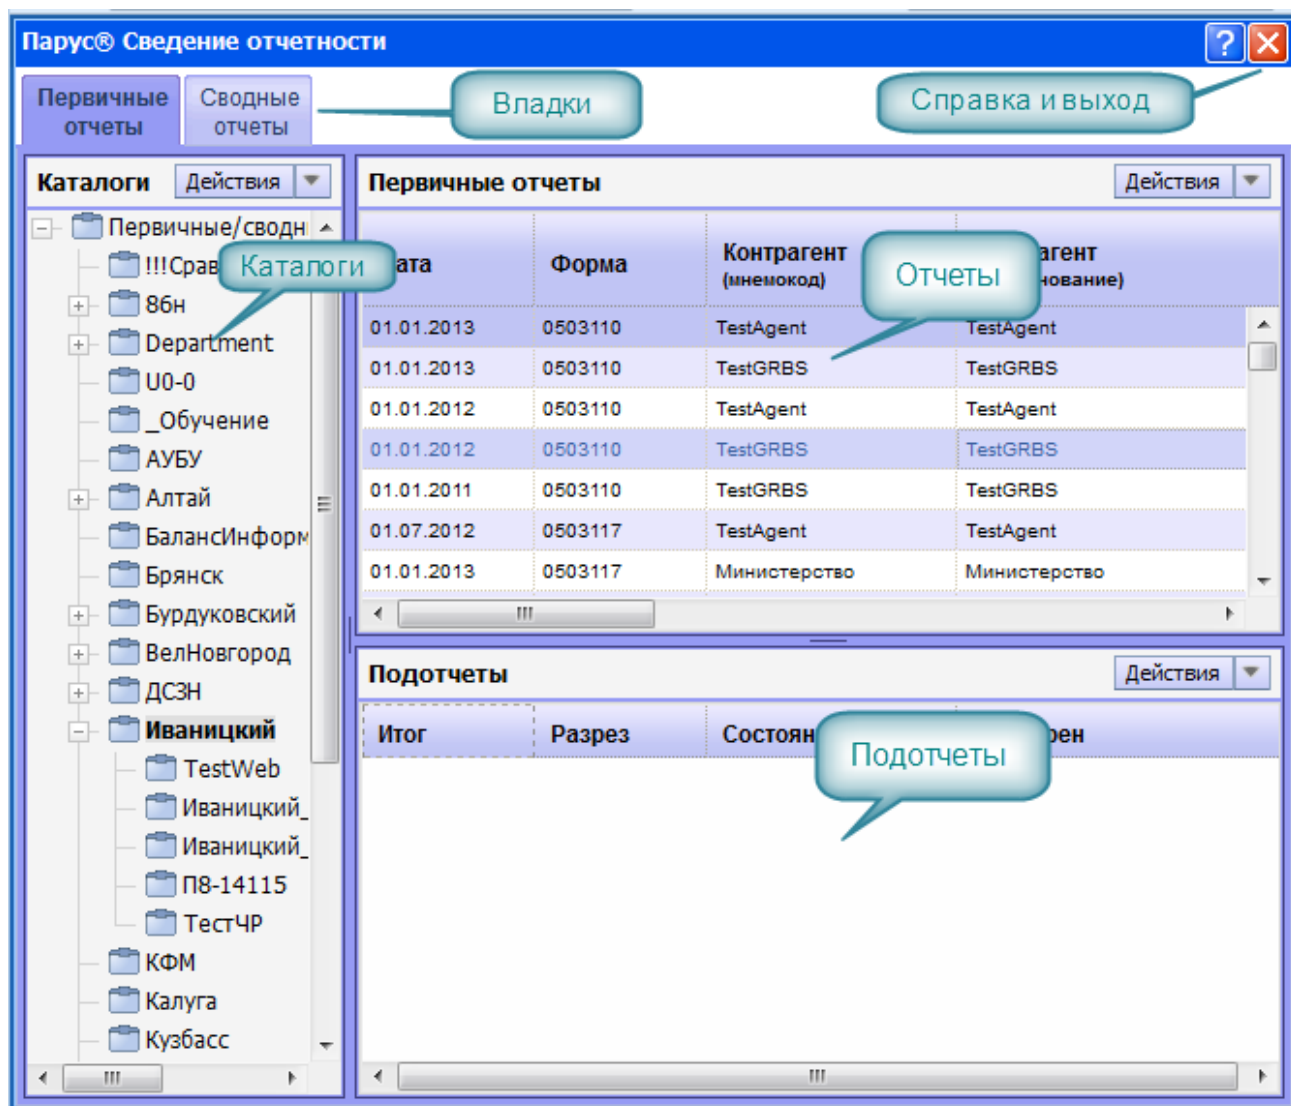 Парус® Сведение отчетности
?
Первичные отчеты
Сводные отчеты
Владки
Справка и выход
Каталоги
Действия
Первичные/сводн
!!!Срав
Каталоги
86н
Department
U0-0
_Обучение
АУБУ
Алтай
БалансИнформ
Брянск
Бурдуковский
ВелНовгород
ДСЗН
Иваницкий
TestWeb
Иваницкий_
Иваницкий_
П8-14115
ТестЧР
КФМ
Калуга
Кузбасс
Первичные отчеты
Действия
ата Форма Контрагент (мнемокод) агент нование)
Отчеты
01.01.2013 0503110 TestAgent TestAgent
01.01.2013 0503110 TestGRBS TestGRBS
01.01.2012 0503110 TestAgent TestAgent
01.01.2012 0503110 TestGRBS TestGRBS
01.01.2011 0503110 TestGRBS TestGRBS
01.07.2012 0503117 TestAgent TestAgent
01.01.2013 0503117 Министерство Министерство
Подотчеты
Действия
Итог Разрез Состоян рен
Подотчеты